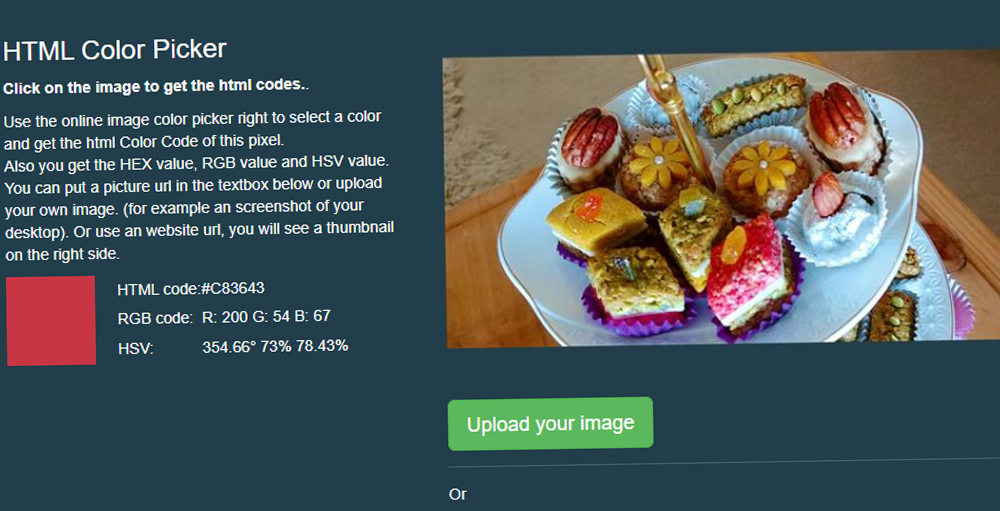 HTML Color Picker
Click on the image to get the html codes..
Use the online image color picker right to select a color
and get the html Color Code of this pixel.
Also you get the HEX value, RGB value and HSV value.
You can put a picture url in the textbox below or upload
your own image. (for example an screenshot of your
desktop). Or use an website url, you will see a thumbnail
on the right side.
HTML code:#C83643
RGB code: R: 200 G: 54 B: 67
HSV: 354.66° 73% 78.43%
Upload your image
Or